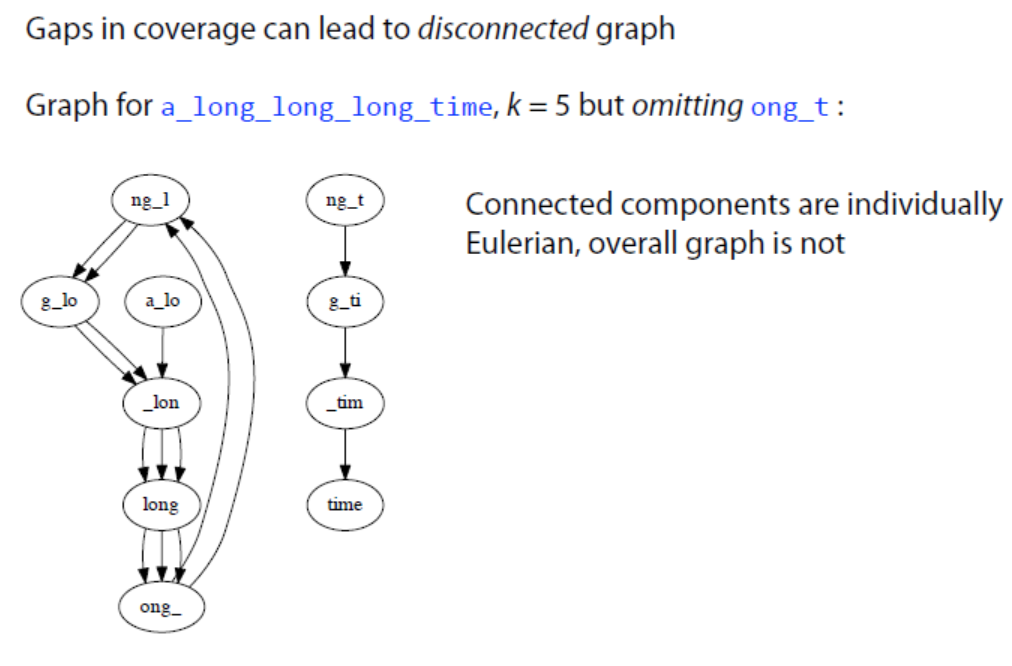 Gaps in coverage can lead to disconnected graph
Graph for a_long_long_long_time, k = 5 but omitting ong_t :
ng_l
ng_t
Connected components are individually
Eulerian, overall graph is not
g_lo
a_lo
g_ti
_lon
_tim
long
time
ong_